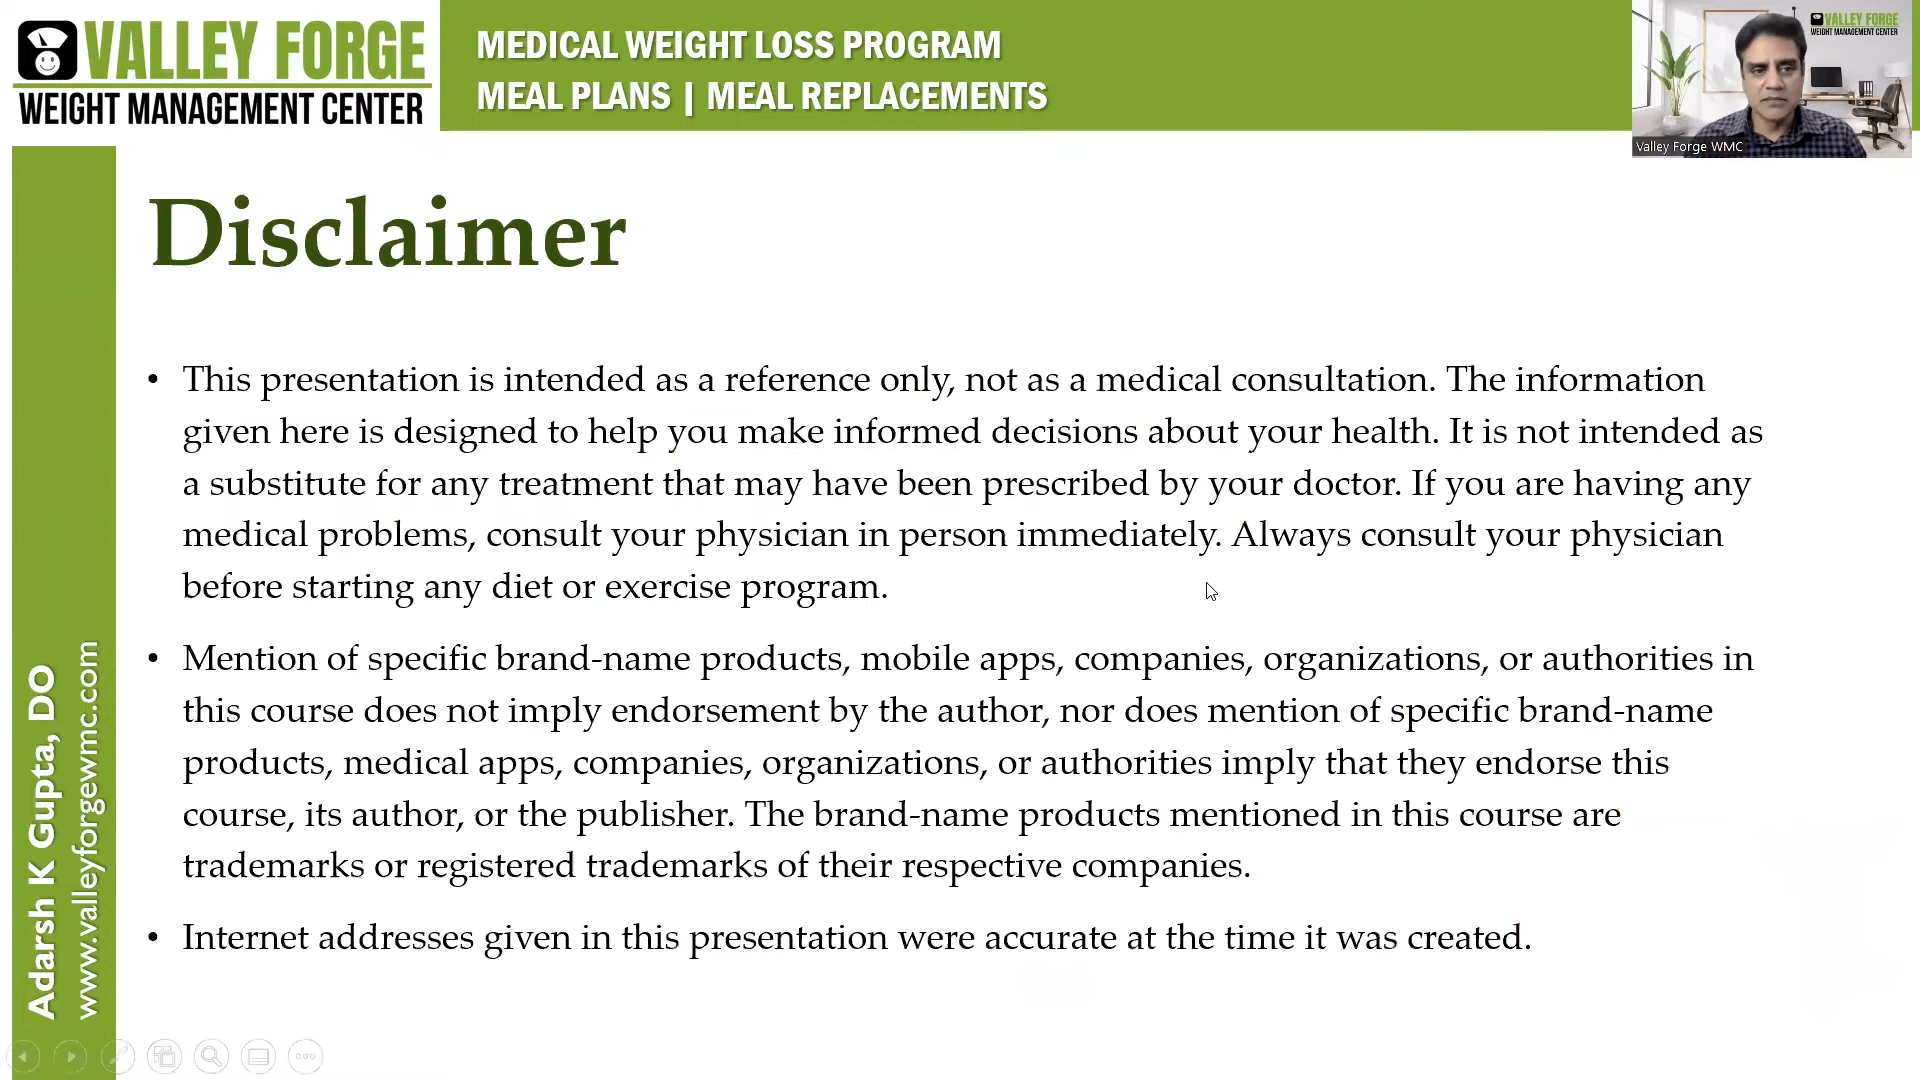 VALLEY FORGE
WEIGHT MANAGEMENT CENTER
MEDICAL WEIGHT LOSS PROGRAM
MEAL PLANS | MEAL REPLACEMENTS
VALLEY FORGE
WEIGHT MANAGEMENT CENTER
Valley Forge WMC
Disclaimer
• This presentation is intended as a reference only, not as a medical consultation. The information
given here is designed to help you make informed decisions about your health. It is not intended as
a substitute for any treatment that may have been prescribed by your doctor. If you are having any
medical problems, consult your physician in person immediately. Always consult your physician
before starting any diet or exercise program.
• Mention of specific brand-name products, mobile apps, companies, organizations, or authorities in
this course does not imply endorsement by the author, nor does mention of specific brand-name
products, medical apps, companies, organizations, or authorities imply that they endorse this
course, its author, or the publisher. The brand-name products mentioned in this course are
trademarks or registered trademarks of their respective companies.
• Internet addresses given in this presentation were accurate at the time it was created.
Adarsh K Gupta, DO
www.valleyforgewmc.com